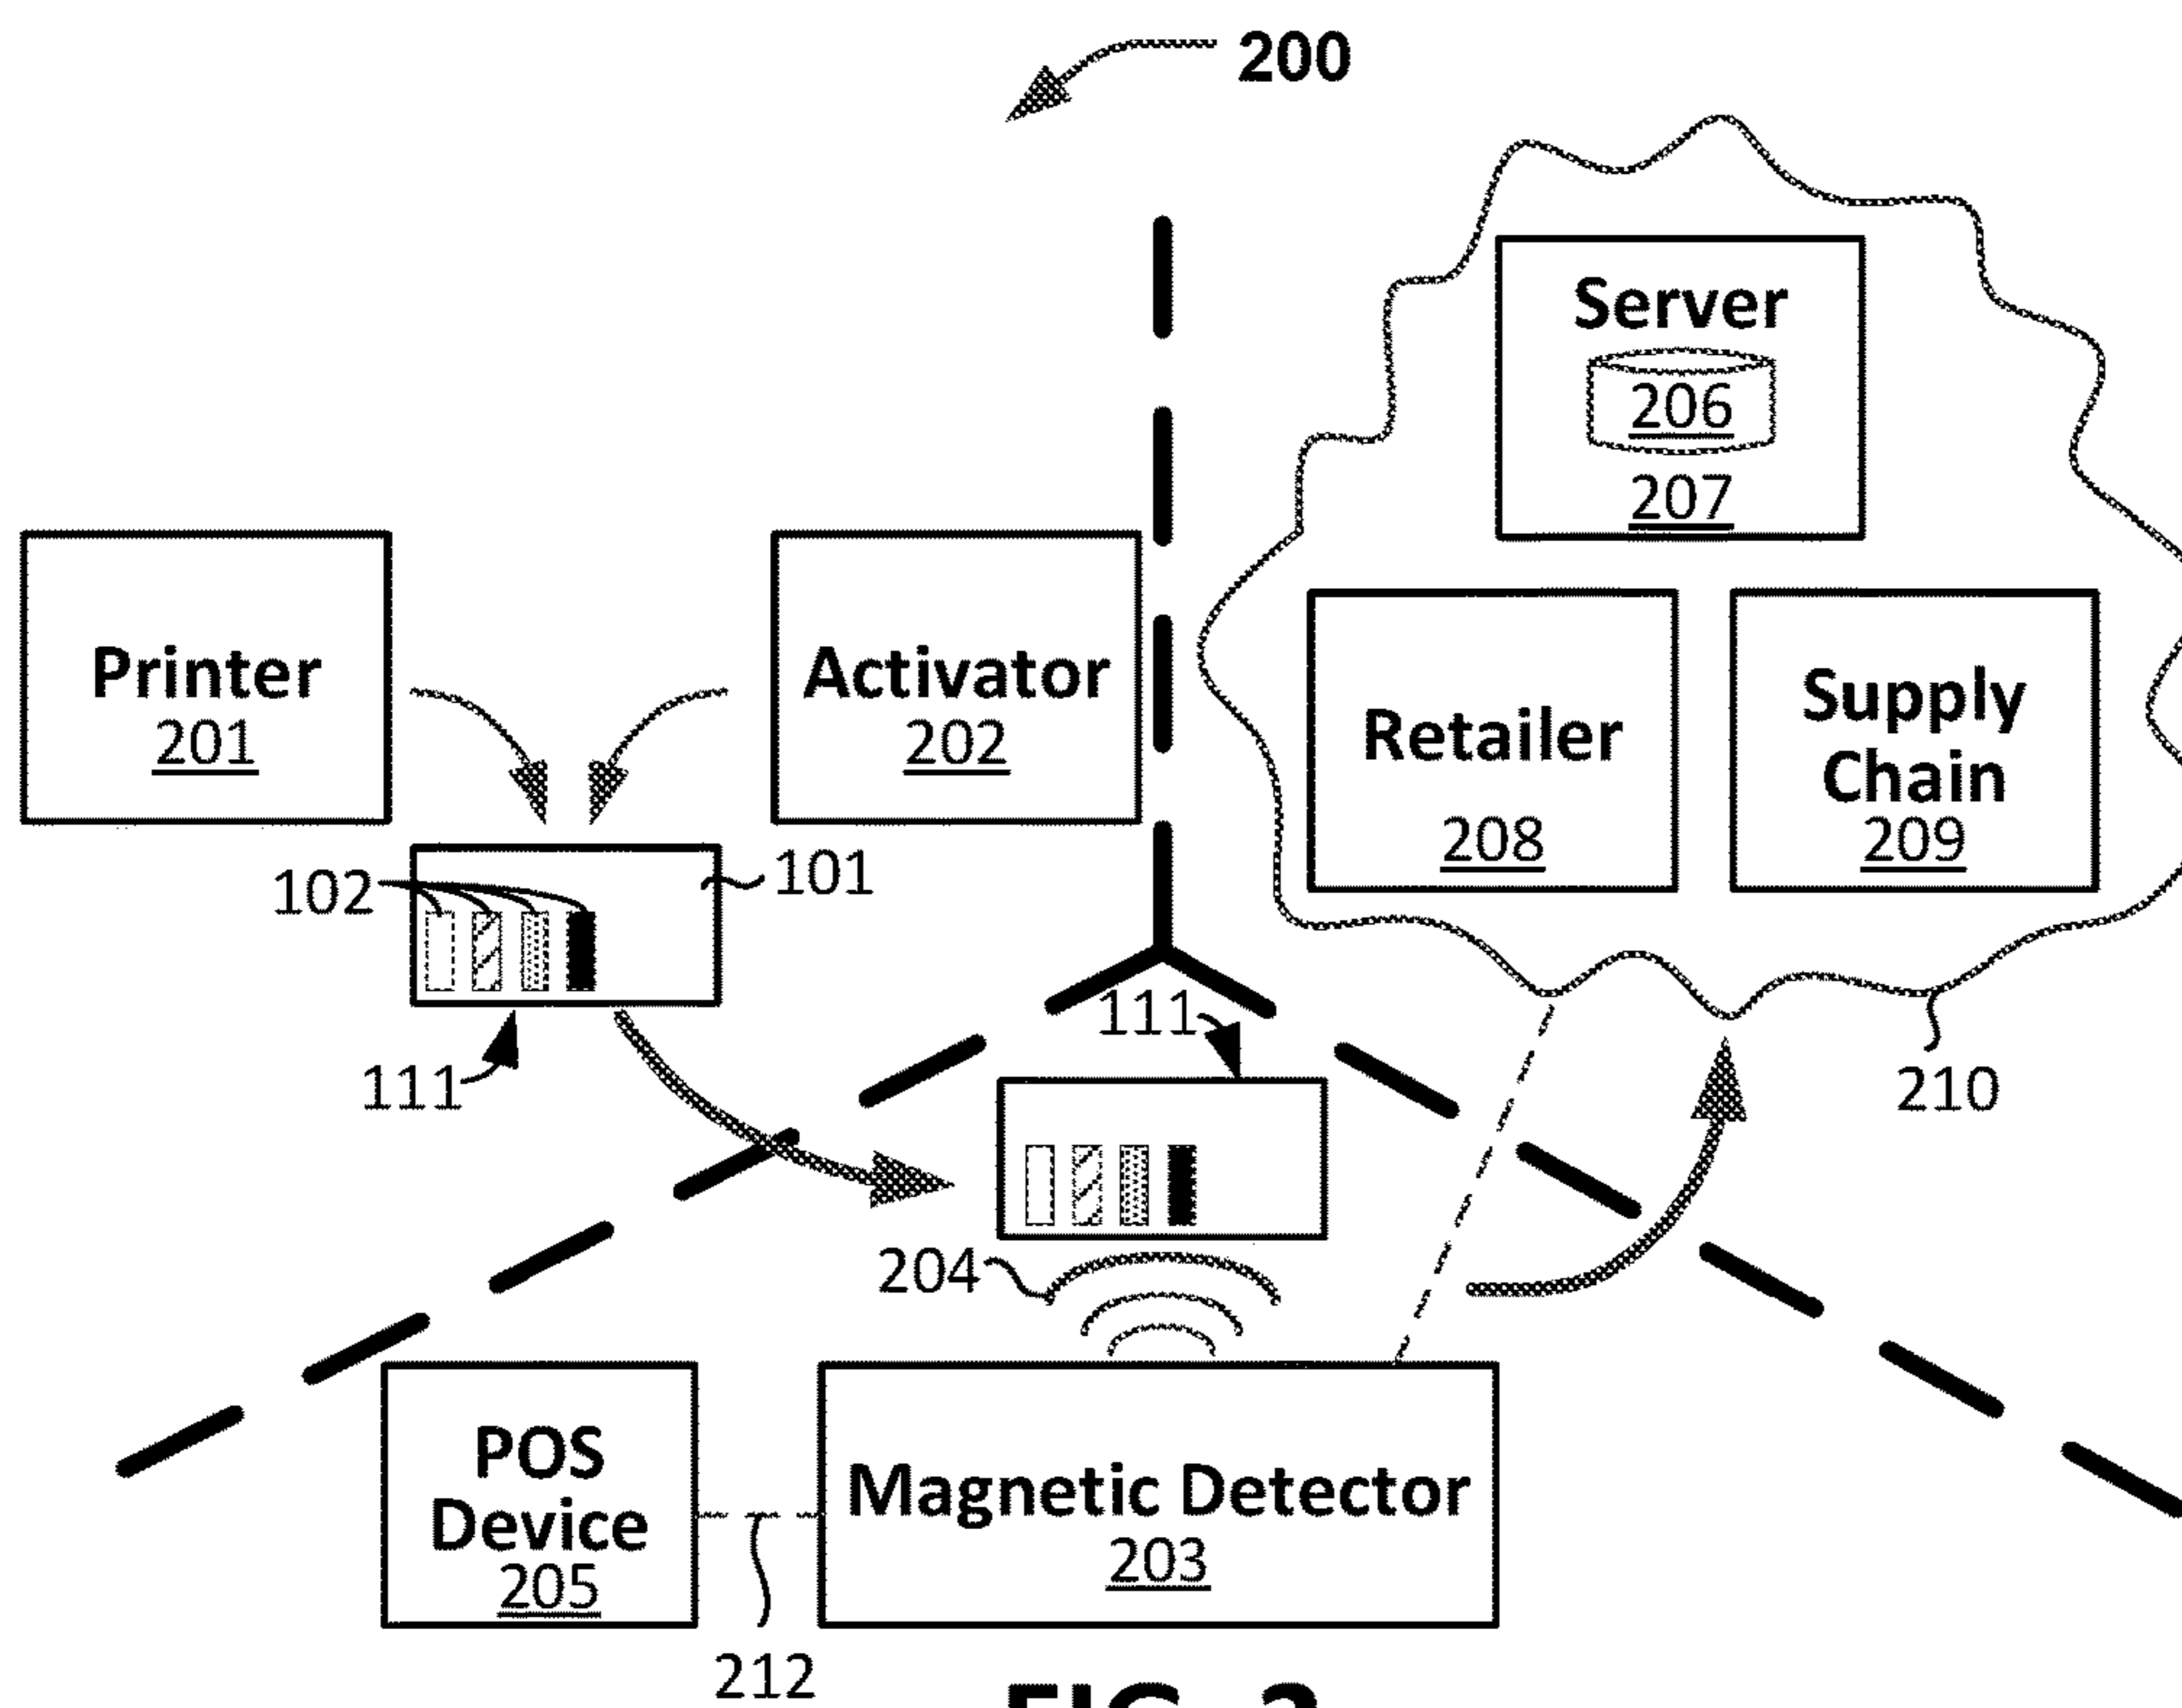 200
Server
206
207
Printer
201
Activator
202
Retailer
208
Supply
Chain
209
102
101
111
111
210
204
POS
Device
205
Magnetic Detector
203
212